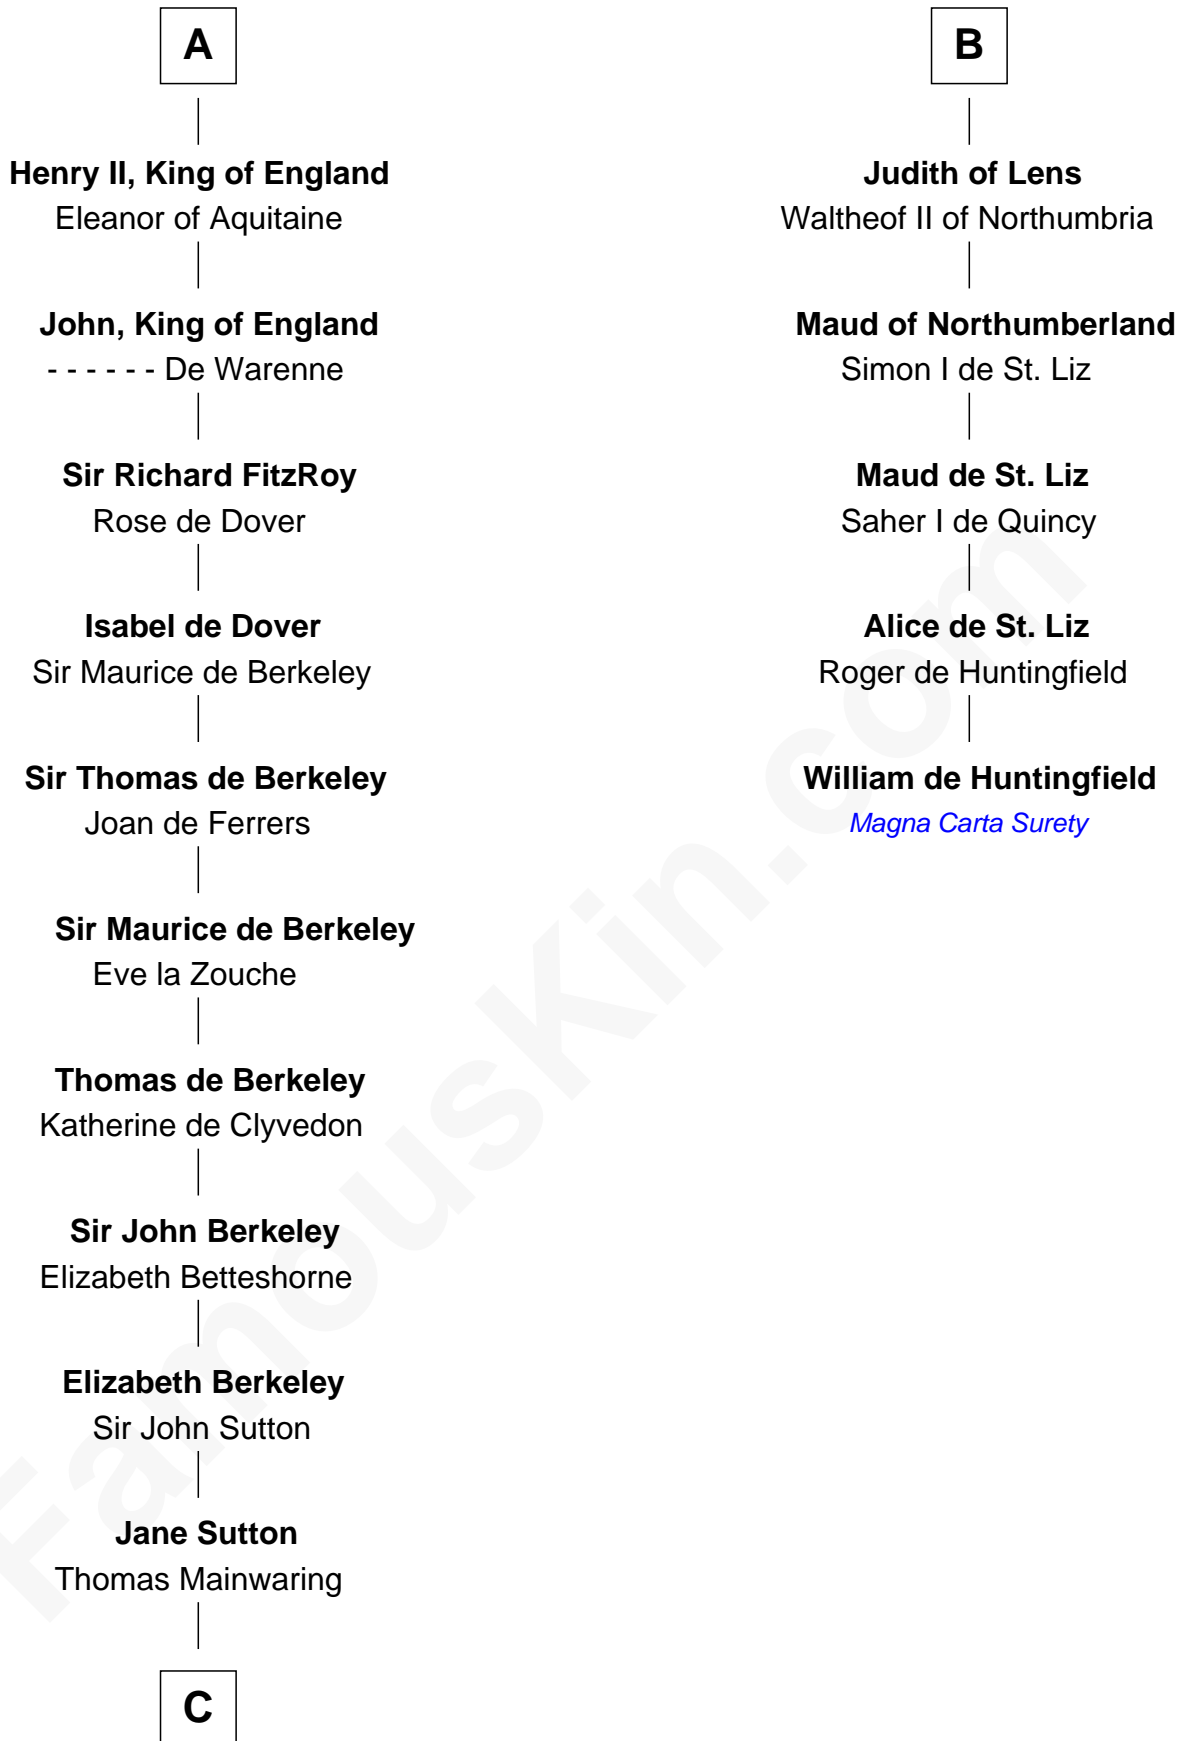 A
Henry II, King of England
Eleanor of Aquitaine
John, King of England
- - - - - - De Warenne
Sir Richard FitzRoy
Rose de Dover
Isabel de Dover
Sir Maurice de Berkeley
Sir Thomas de Berkeley
Joan de Ferrers
Sir Maurice de Berkeley
Eve la Zouche
Thomas de Berkeley
Katherine de Clyvedon
Sir John Berkeley
Elizabeth Betteshorne
Elizabeth Berkeley
Sir John Sutton
Jane Sutton
Thomas Mainwaring
C
B
Judith of Lens
Waltheof II of Northumbria
Maud of Northumberland
Simon I de St. Liz
Maud de St. Liz
Saher I de Quincy
Alice de St. Liz
Roger de Huntingfield
William de Huntingfield
Magna Carta Surety
FamousKin.com